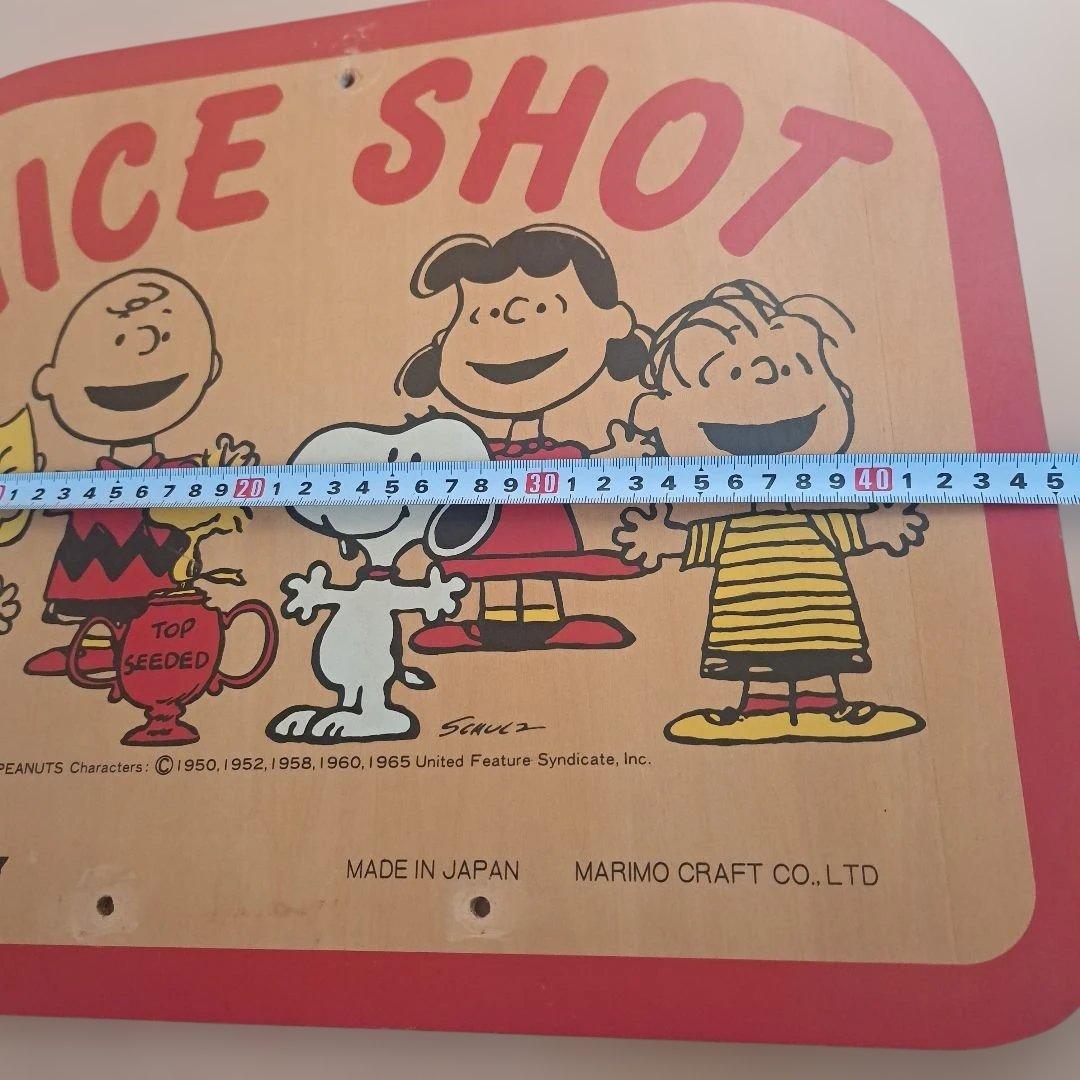 ICE SHOT
1 2 3 4 5 6 7 8 9 20 1 2 3 4 5 6 7 8 9 30 1 2 3 4 5 6 7 8 9 40 1 2 3 4 5
TOP
SEEDED
SCHULZ
PEANUTS Characters: © 1950, 1952, 1958, 1960, 1965 United Feature Syndicate, Inc.
MADE IN JAPAN MARIMO CRAFT CO., LTD